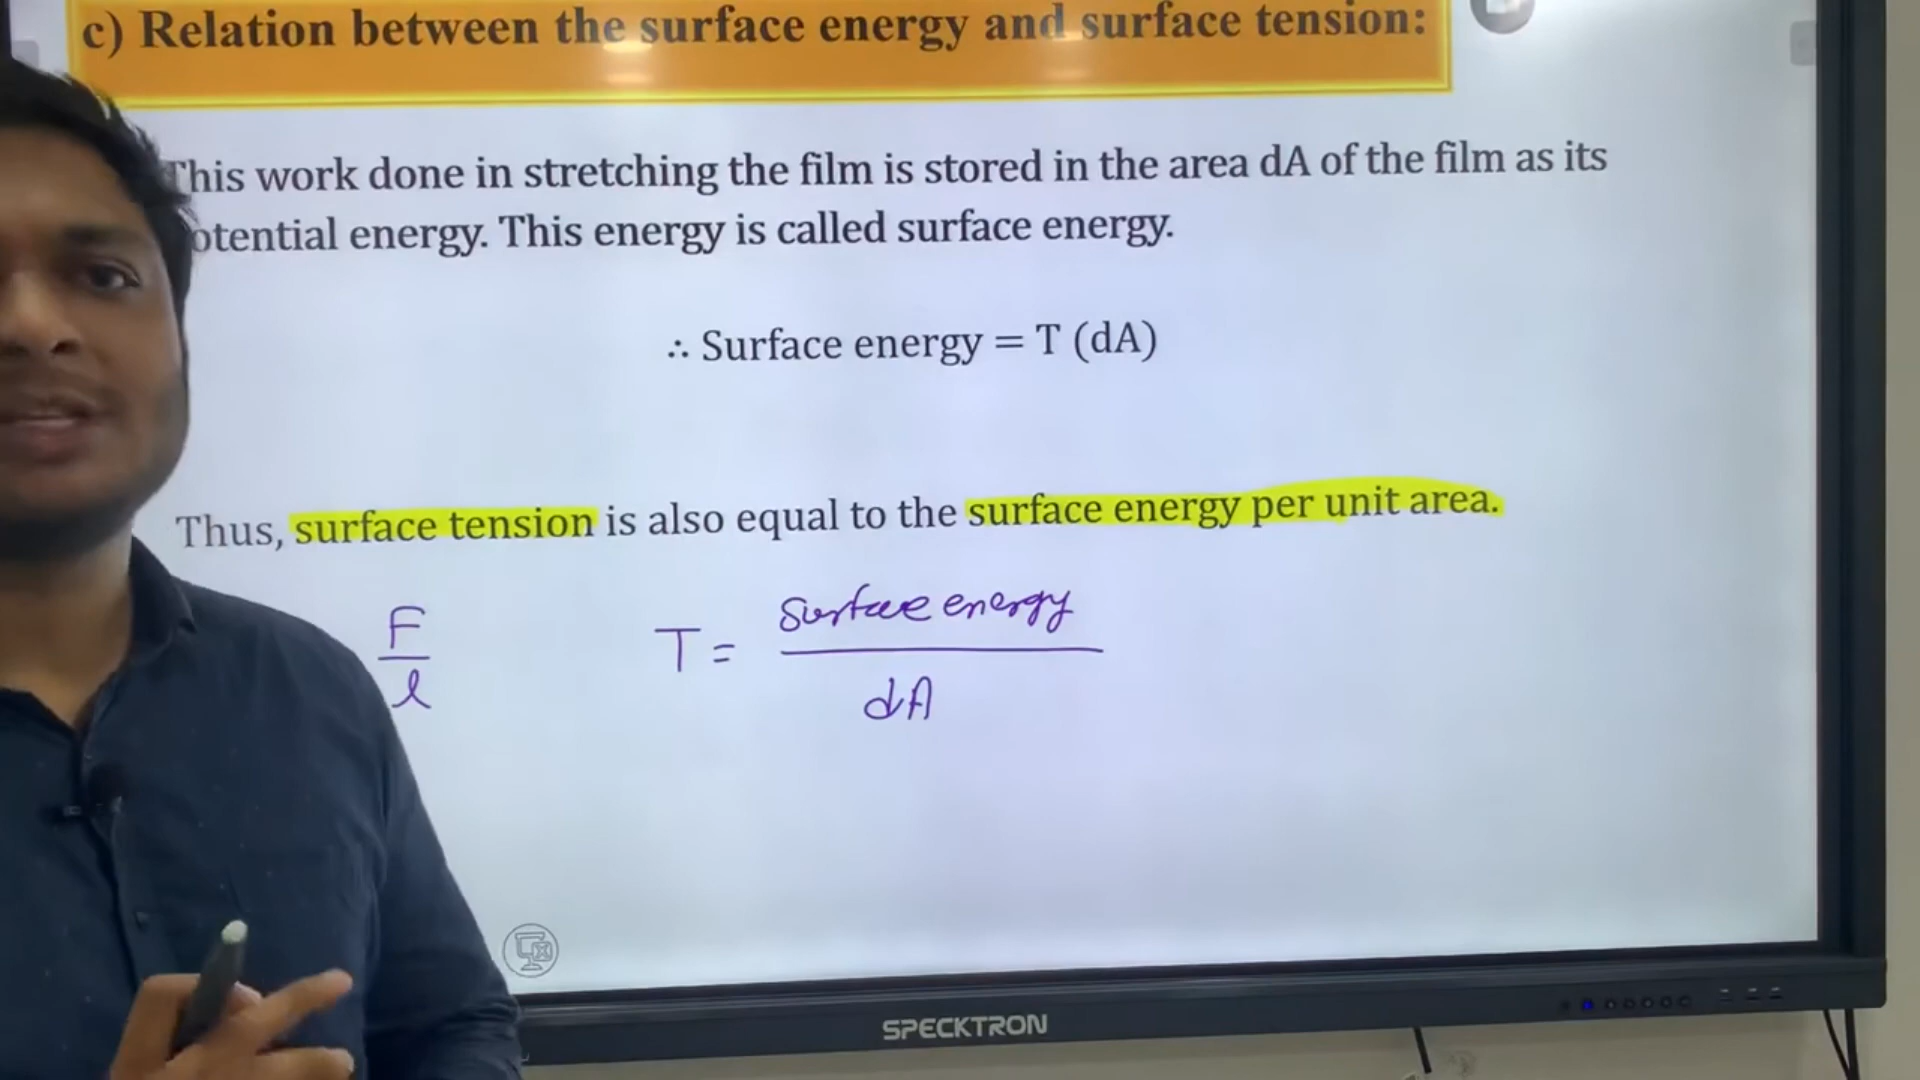 c) Relation between the surface energy and surface tension:
This work done in stretching the film is stored in the area dA of the film as its
otential energy. This energy is called surface energy.
∴ Surface energy = T (dA)
Thus, surface tension is also equal to the surface energy per unit area.
F/l
T = surface energy/dA
SPECKTRON